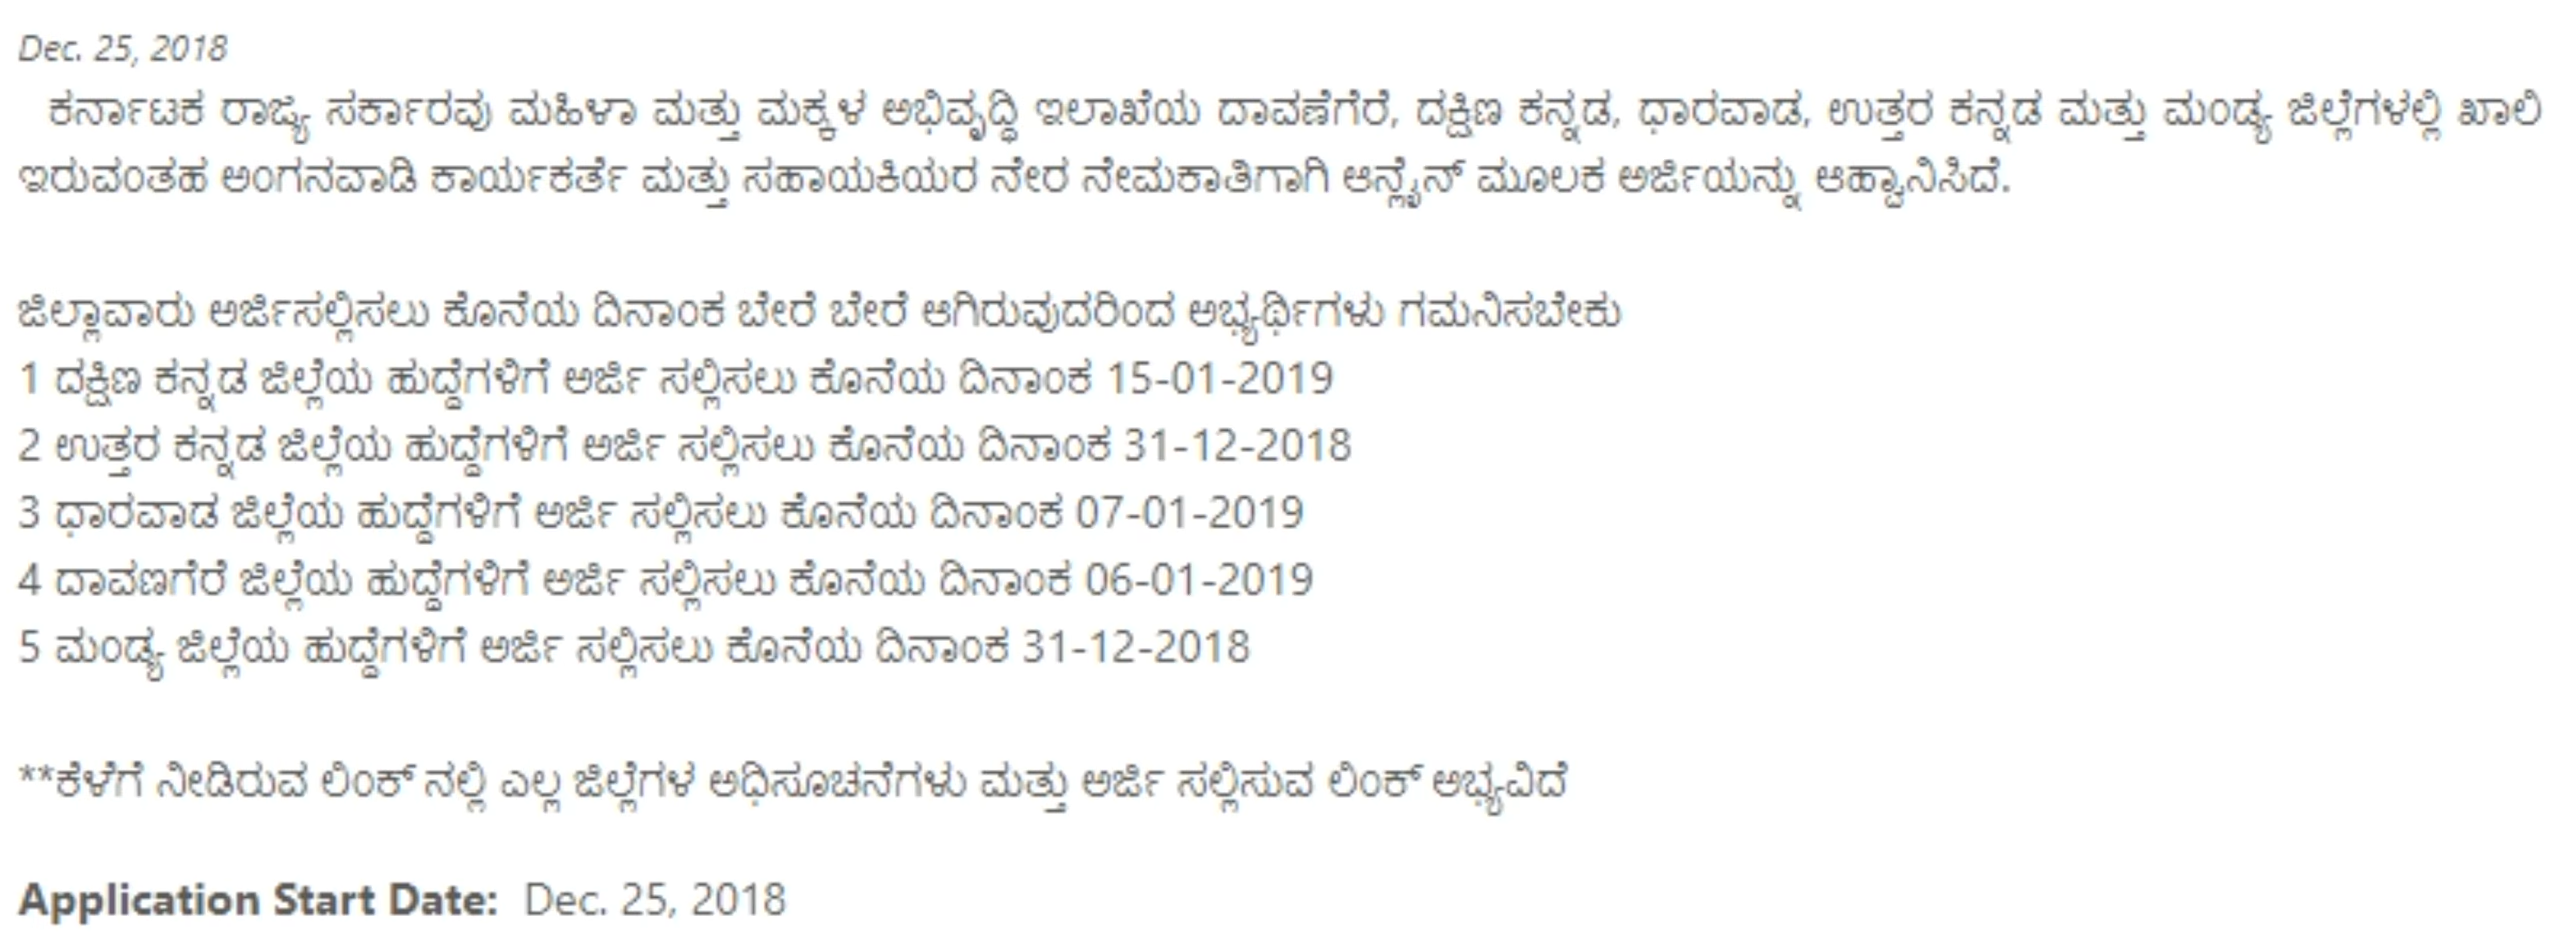 Dec. 25, 2018
ಕರ್ನಾಟಕ ರಾಜ್ಯ ಸರ್ಕಾರವು ಮಹಿಳಾ ಮತ್ತು ಮಕ್ಕಳ ಅಭಿವೃದ್ಧಿ ಇಲಾಖೆಯ ದಾವಣೆಗೆರೆ, ದಕ್ಷಿಣ ಕನ್ನಡ, ಧಾರವಾಡ, ಉತ್ತರ ಕನ್ನಡ ಮತ್ತು ಮಂಡ್ಯ ಜಿಲ್ಲೆಗಳಲ್ಲಿ ಖಾಲಿ
ಇರುವಂತಹ ಅಂಗನವಾಡಿ ಕಾರ್ಯಕರ್ತೆ ಮತ್ತು ಸಹಾಯಕಿಯರ ನೇರ ನೇಮಕಾತಿಗಾಗಿ ಆನ್ಲೈನ್ ಮೂಲಕ ಅರ್ಜಿಯನ್ನು ಆಹ್ವಾನಿಸಿದೆ.
ಜಿಲ್ಲಾವಾರು ಅರ್ಜಿಸಲ್ಲಿಸಲು ಕೊನೆಯ ದಿನಾಂಕ ಬೇರೆ ಬೇರೆ ಆಗಿರುವುದರಿಂದ ಅಭ್ಯರ್ಥಿಗಳು ಗಮನಿಸಬೇಕು
1 ದಕ್ಷಿಣ ಕನ್ನಡ ಜಿಲ್ಲೆಯ ಹುದ್ದೆಗಳಿಗೆ ಅರ್ಜಿ ಸಲ್ಲಿಸಲು ಕೊನೆಯ ದಿನಾಂಕ 15-01-2019
2 ಉತ್ತರ ಕನ್ನಡ ಜಿಲ್ಲೆಯ ಹುದ್ದೆಗಳಿಗೆ ಅರ್ಜಿ ಸಲ್ಲಿಸಲು ಕೊನೆಯ ದಿನಾಂಕ 31-12-2018
3 ಧಾರವಾಡ ಜಿಲ್ಲೆಯ ಹುದ್ದೆಗಳಿಗೆ ಅರ್ಜಿ ಸಲ್ಲಿಸಲು ಕೊನೆಯ ದಿನಾಂಕ 07-01-2019
4 ದಾವಣಗೆರೆ ಜಿಲ್ಲೆಯ ಹುದ್ದೆಗಳಿಗೆ ಅರ್ಜಿ ಸಲ್ಲಿಸಲು ಕೊನೆಯ ದಿನಾಂಕ 06-01-2019
5 ಮಂಡ್ಯ ಜಿಲ್ಲೆಯ ಹುದ್ದೆಗಳಿಗೆ ಅರ್ಜಿ ಸಲ್ಲಿಸಲು ಕೊನೆಯ ದಿನಾಂಕ 31-12-2018
**ಕೆಳಗೆ ನೀಡಿರುವ ಲಿಂಕ್ ನಲ್ಲಿ ಎಲ್ಲ ಜಿಲ್ಲೆಗಳ ಅಧಿಸೂಚನೆಗಳು ಮತ್ತು ಅರ್ಜಿ ಸಲ್ಲಿಸುವ ಲಿಂಕ್ ಅಭ್ಯವಿದೆ
Application Start Date: Dec. 25, 2018